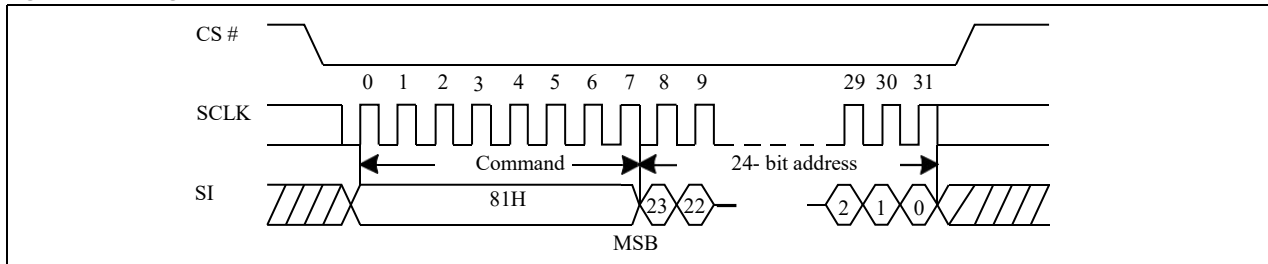 CS #
0 1 2 3 4 5 6 7 8 9 29 30 31
SCLK
Command 24- bit address
SI
81H 23 22 2 1 0
MSB